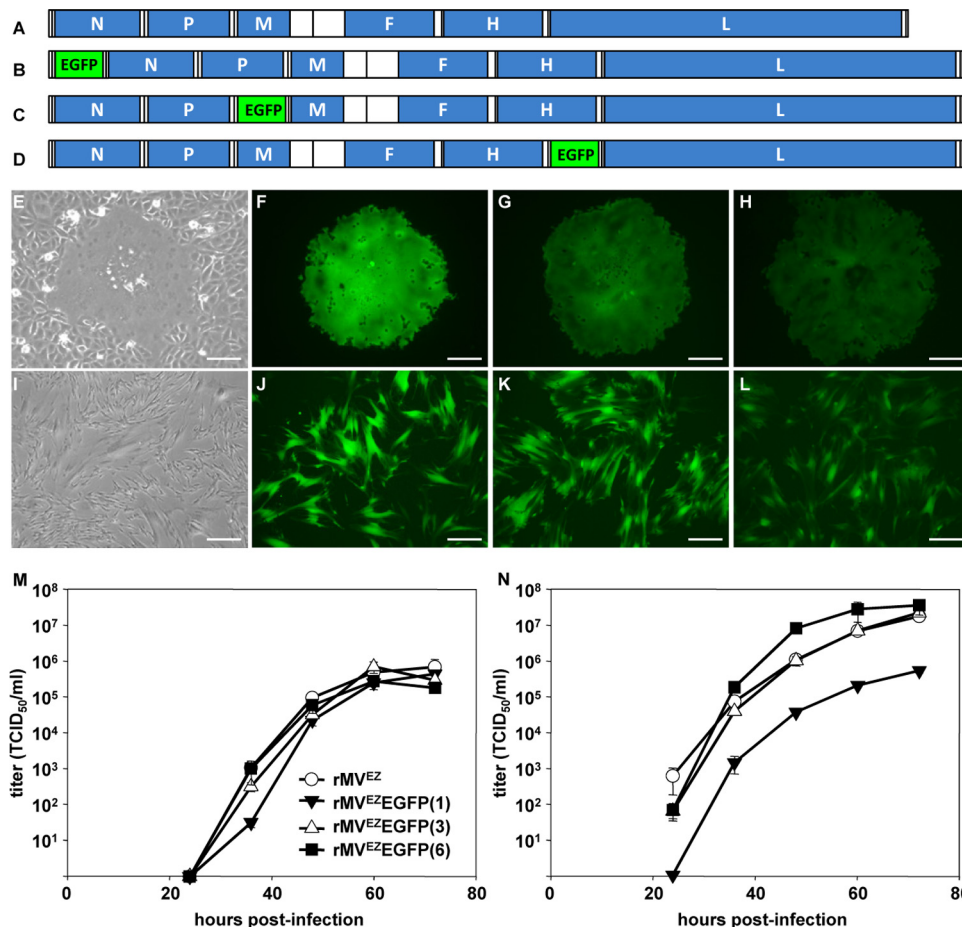 A N P M F H L
B EGFP N P M F H L
C N P EGFP M F H L
D N P M F H EGFP L
E F G H
I J K L
M
titer (TCID50/ml)
10⁸
10⁷
10⁶
10⁵
10⁴
10³
10²
10¹
rMVᴱᶻ
rMVᴱᶻEGFP(1)
rMVᴱᶻEGFP(3)
rMVᴱᶻEGFP(6)
0 20 40 60 80
hours post-infection
N
titer (TCID50/ml)
10⁸
10⁷
10⁶
10⁵
10⁴
10³
10²
10¹
0 20 40 60 80
hours post-infection